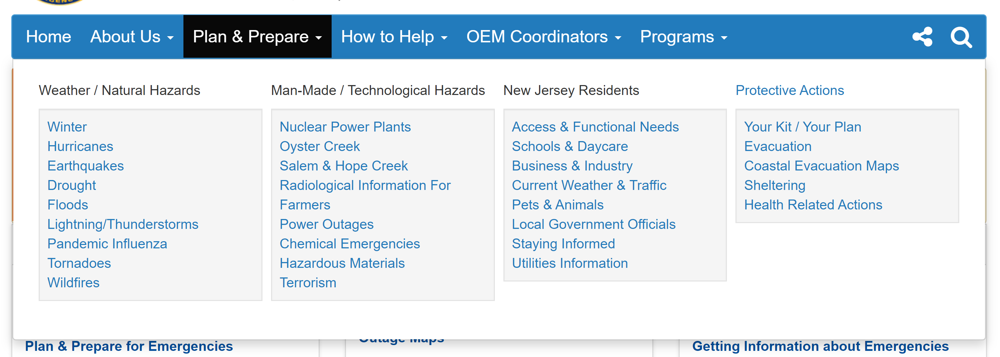 Home About Us Plan & Prepare How to Help OEM Coordinators Programs
Weather / Natural Hazards
Winter
Hurricanes
Earthquakes
Drought
Floods
Lightning/Thunderstorms
Pandemic Influenza
Tornadoes
Wildfires
Man-Made / Technological Hazards
Nuclear Power Plants
Oyster Creek
Salem & Hope Creek
Radiological Information For
Farmers
Power Outages
Chemical Emergencies
Hazardous Materials
Terrorism
New Jersey Residents
Access & Functional Needs
Schools & Daycare
Business & Industry
Current Weather & Traffic
Pets & Animals
Local Government Officials
Staying Informed
Utilities Information
Protective Actions
Your Kit / Your Plan
Evacuation
Coastal Evacuation Maps
Sheltering
Health Related Actions
Plan & Prepare for Emergencies
Outage Maps
Getting Information about Emergencies